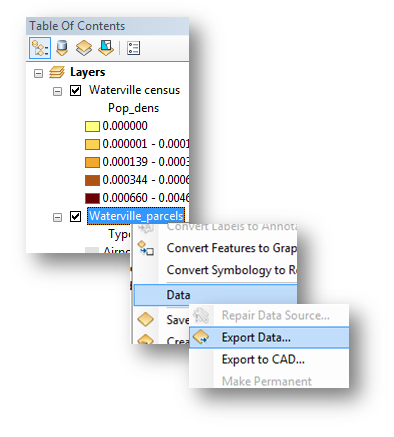 Table Of Contents
Layers
Waterville census
Pop_dens
0.000000
0.000001 - 0.0001
0.000139 - 0.0003
0.000344 - 0.0006
0.000660 - 0.0046
Waterville_parcels
Type
Airpo
Convert Labels to Annota
Convert Features to Grap
Convert Symbology to Re
Data
Save
Crea
Repair Data Source...
Export Data...
Export to CAD...
Make Permanent